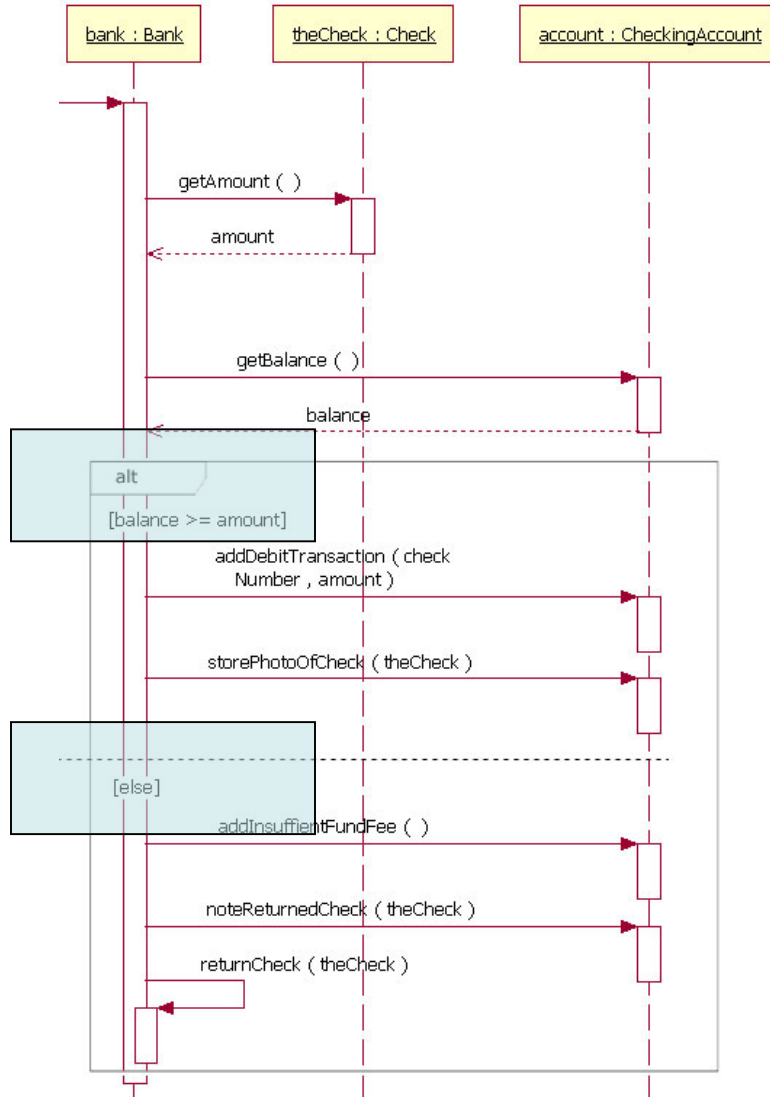 bank : Bank
theCheck : Check
account : CheckingAccount
getAmount ( )
amount
getBalance ( )
balance
alt
[balance >= amount]
addDebitTransaction ( check
Number , amount )
storePhotoOfCheck ( theCheck )
[else]
addInsuffientFundFee ( )
noteReturnedCheck ( theCheck )
returnCheck ( theCheck )